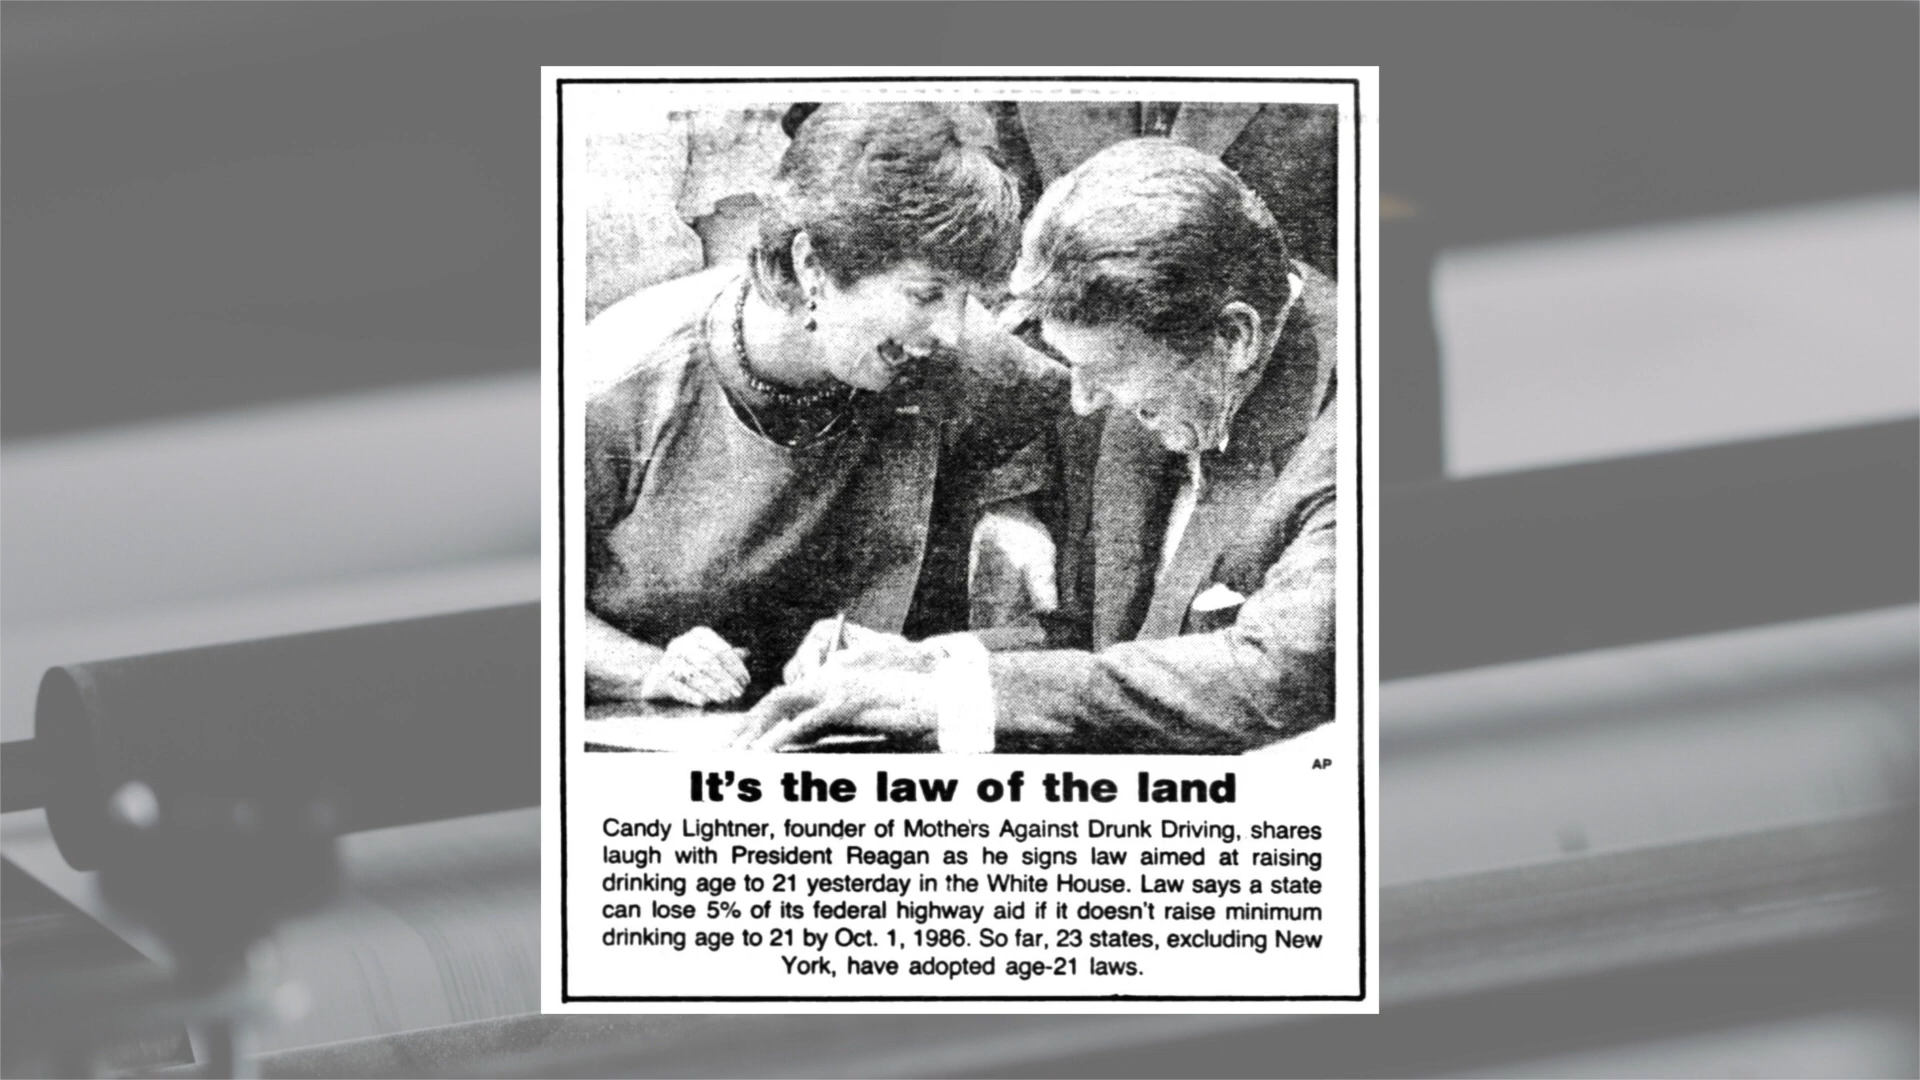 AP
It's the law of the land
Candy Lightner, founder of Mothers Against Drunk Driving, shares
laugh with President Reagan as he signs law aimed at raising
drinking age to 21 yesterday in the White House. Law says a state
can lose 5% of its federal highway aid if it doesn't raise minimum
drinking age to 21 by Oct. 1, 1986. So far, 23 states, excluding New
York, have adopted age-21 laws.